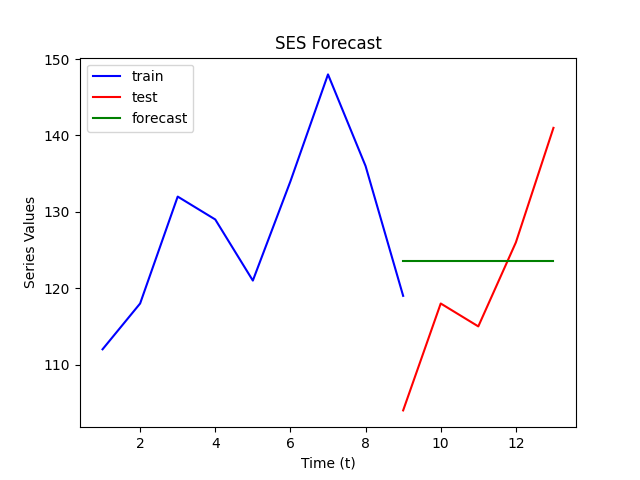 SES Forecast
train
test
forecast
Series Values
150
140
130
120
110
2 4 6 8 10 12
Time (t)